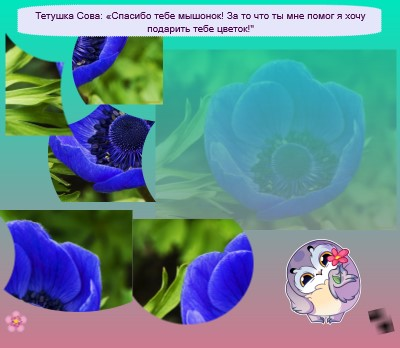 Тетушка Сова: «Спасибо тебе мышонок! За то что ты мне помог я хочу
подарить тебе цветок!"